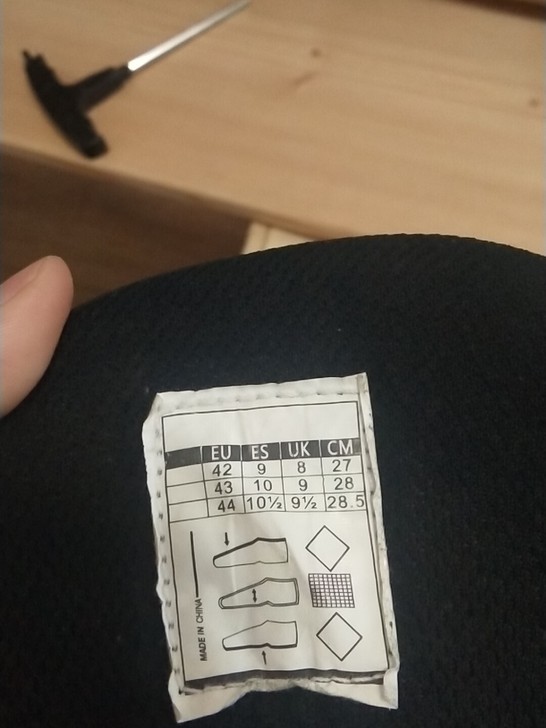 EU ES UK CM
42 9 8 27
43 10 9 28
44 10½ 9½ 28.5
MADE IN CHINA